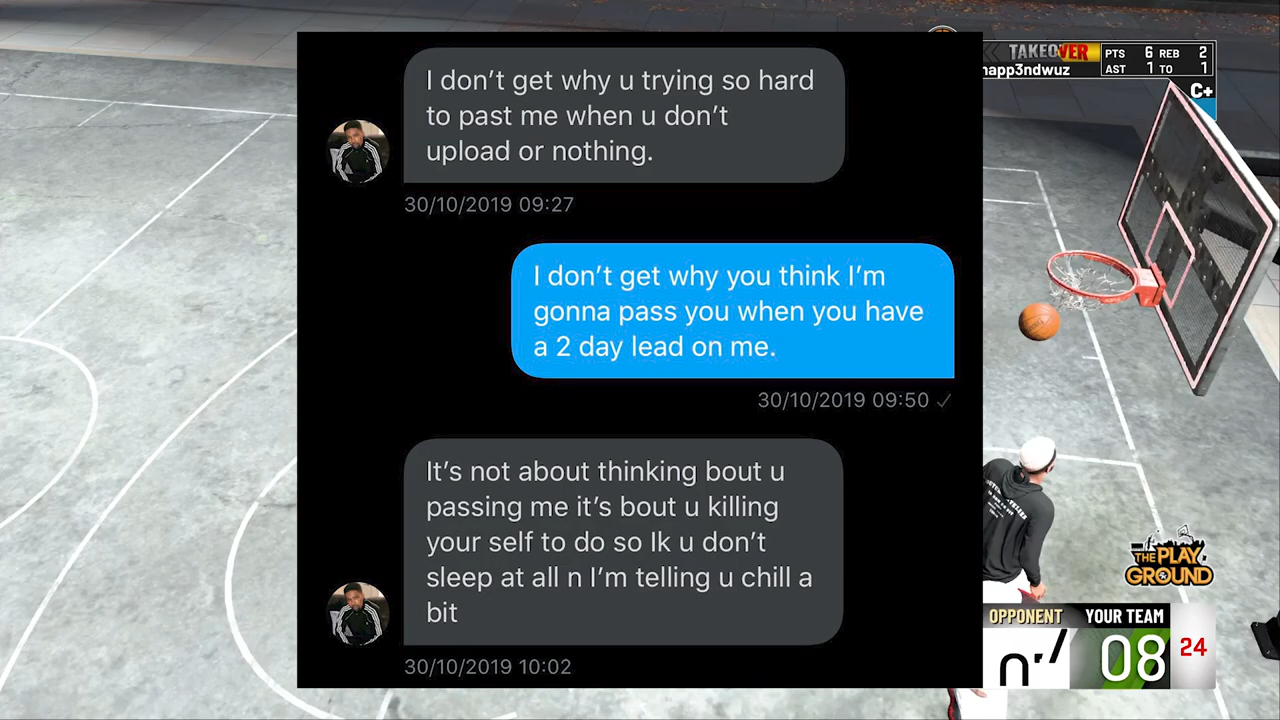 I don't get why u trying so hard
to past me when u don't
upload or nothing.
30/10/2019 09:27
I don't get why you think I'm
gonna pass you when you have
a 2 day lead on me.
30/10/2019 09:50
It's not about thinking bout u
passing me it's bout u killing
your self to do so Ik u don't
sleep at all n I'm telling u chill a
bit
30/10/2019 10:02
TAKEOVER PTS 6 REB 2
napp3ndwuz AST 1 TO 1
C+
THE PLAY
GROUND
OPPONENT YOUR TEAM
08 24